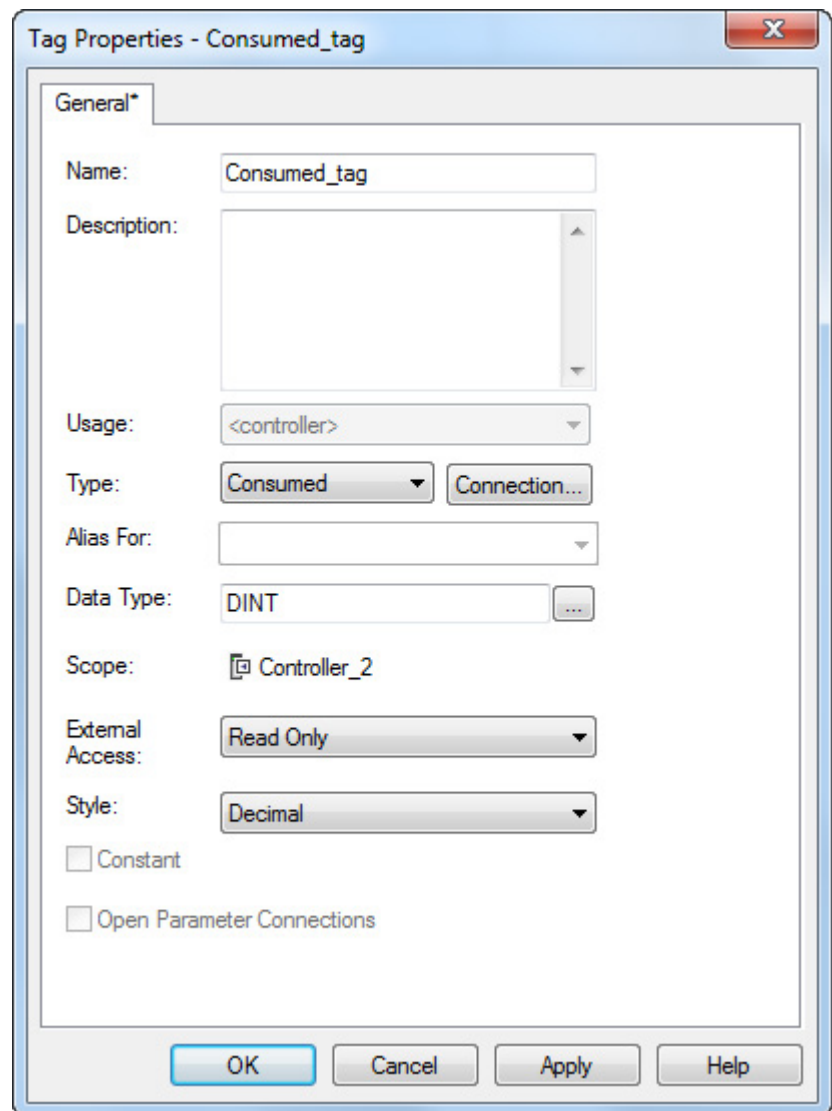 Tag Properties - Consumed_tag
X
General*
Name: Consumed_tag
Description:
Usage: <controller>
Type: Consumed Connection...
Alias For:
Data Type: DINT ...
Scope: Controller_2
External
Access: Read Only
Style: Decimal
Constant
Open Parameter Connections
OK Cancel Apply Help